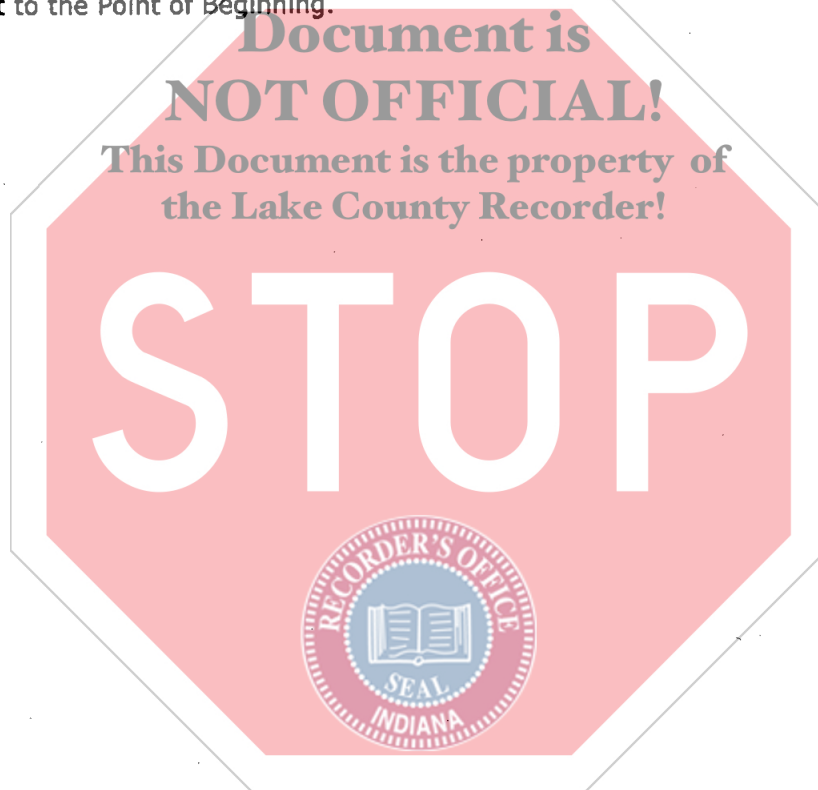 t to the Point of Beginning.
Document is
NOT OFFICIAL!
This Document is the property of
the Lake County Recorder!
STOP
RECORDER'S OFFICE
SEAL
INDIANA